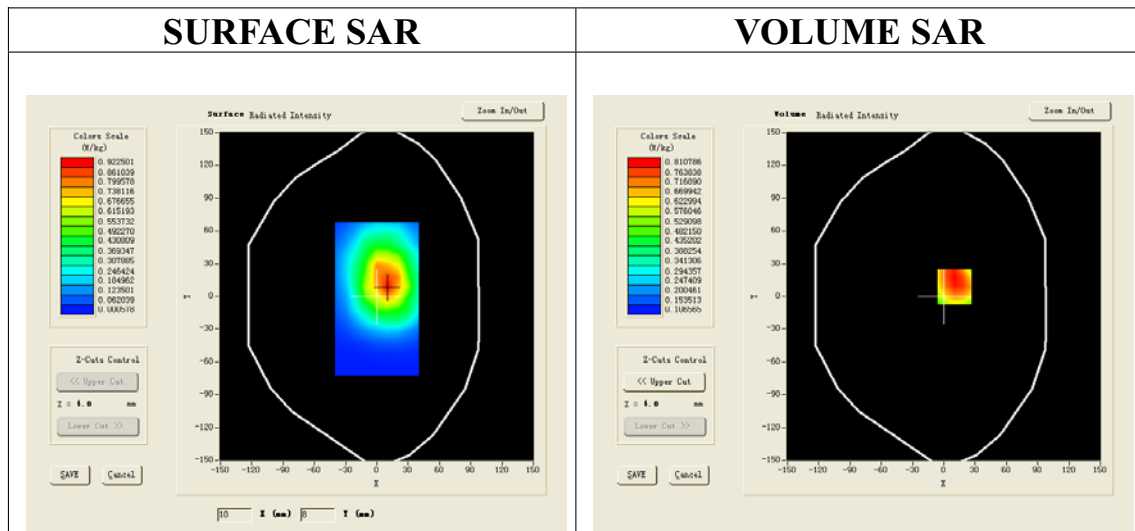 SURFACE SAR
VOLUME SAR
Surface Radiated Intensity
Zoom In/Out
Colors Scale
(W/kg)
0.922501
0.861039
0.799578
0.738116
0.676655
0.615193
0.553732
0.492270
0.430809
0.369347
0.307885
0.246424
0.184962
0.123501
0.062039
0.000578
150
120
90
60
30
0
-30
-60
-90
-120
-150
-150 -120 -90 -60 -30 0 30 60 90 120 150
X
Z-Cuts Control
<< Upper Cut
Z = 4.0 mm
Lower Cut >>
SAVE Cancel
10 X (mm) 8 Y (mm)
Volume Radiated Intensity
Zoom In/Out
Colors Scale
(W/kg)
0.810786
0.763838
0.716890
0.669942
0.622994
0.576046
0.529098
0.482150
0.435202
0.388254
0.341306
0.294357
0.247409
0.200461
0.153513
0.106565
150
120
90
60
30
0
-30
-60
-90
-120
-150
-150 -120 -90 -60 -30 0 30 60 90 120 150
X
Z-Cuts Control
<< Upper Cut
Z = 4.0 mm
Lower Cut >>
SAVE Cancel